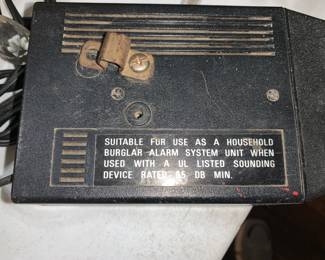 SUITABLE FOR USE AS A HOUSEHOLD
BURGLAR ALARM SYSTEM UNIT WHEN
USED WITH A UL LISTED SOUNDING
DEVICE RATED 85 DB MIN.